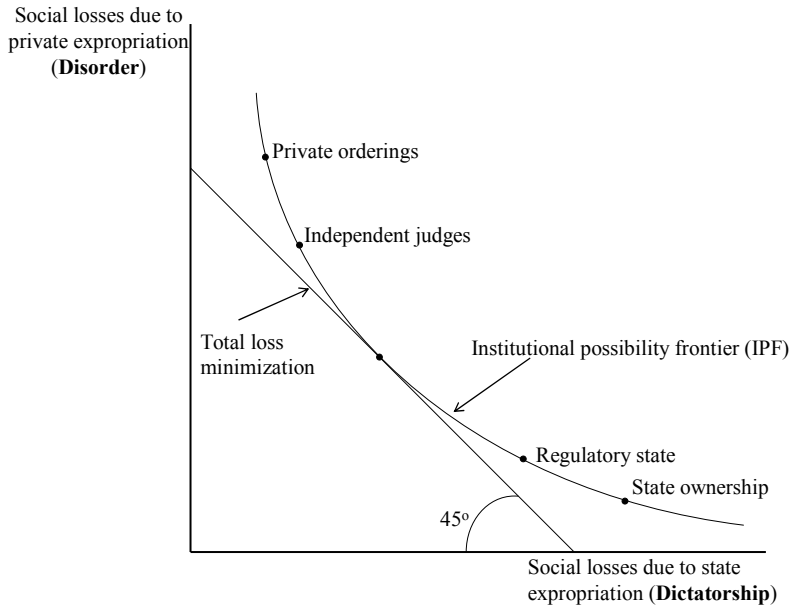 Social losses due to
private expropriation
(Disorder)
Private orderings
Independent judges
Total loss
minimization
Institutional possibility frontier (IPF)
Regulatory state
State ownership
45º
Social losses due to state
expropriation (Dictatorship)